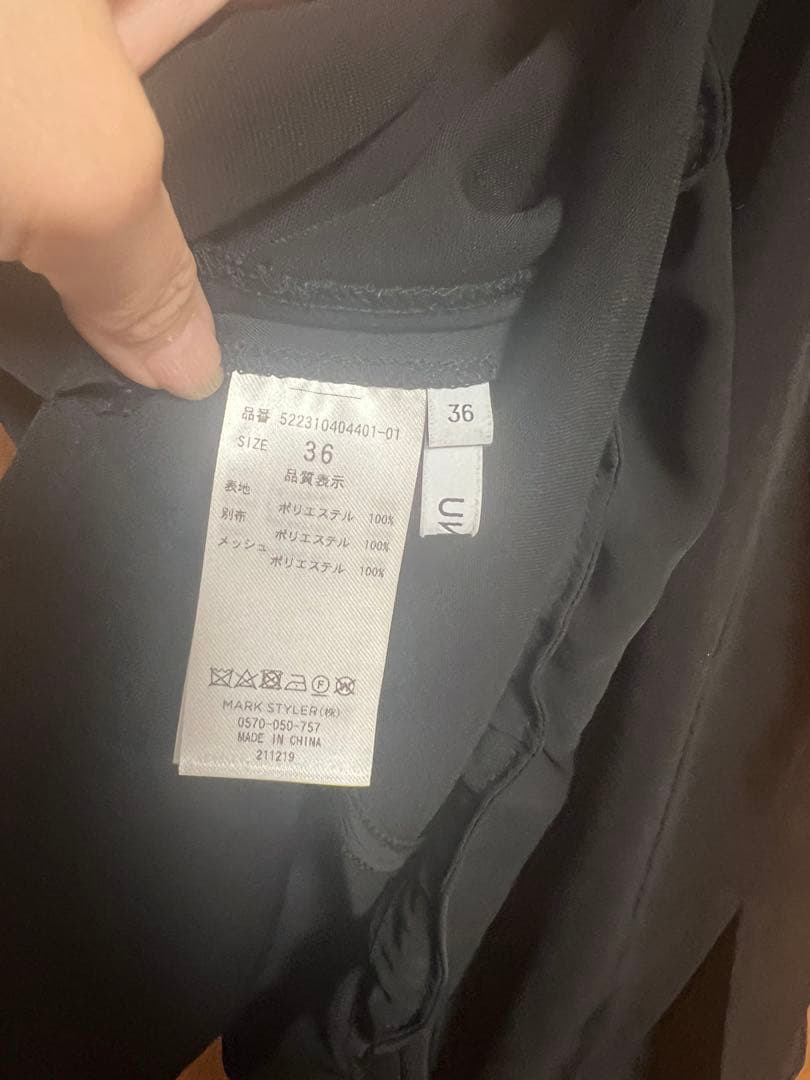 品番 522310404401-01
SIZE 36
品質表示
表地 ポリエステル 100%
別布 ポリエステル 100%
メッシュ ポリエステル 100%
F W
MARK STYLER(株)
0570-050-757
MADE IN CHINA
211219
36